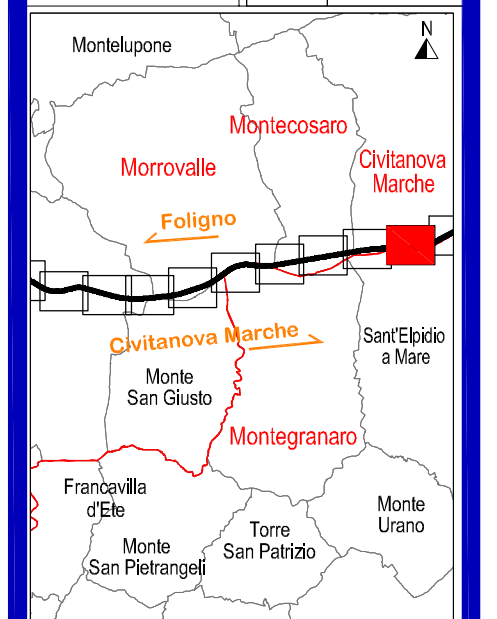 N
Montelupone
Montecosaro
Morrovalle
Civitanova
Marche
Foligno
Civitanova Marche
Sant'Elpidio
a Mare
Monte
San Giusto
Montegranaro
Francavilla
d'Ete
Monte
Urano
Torre
San Patrizio
Monte
San Pietrangeli